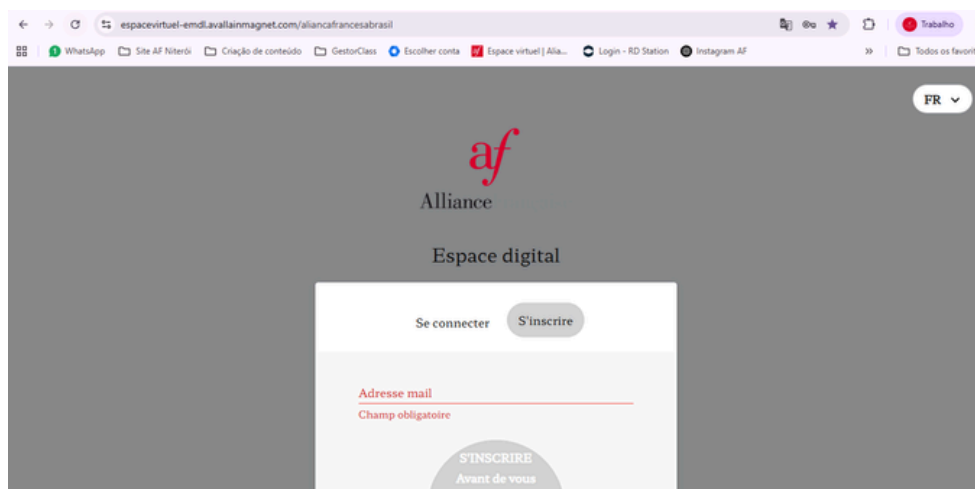 espacevirtuel-emdl.avallainmagnet.com/aliancafrancesabrasil
Trabalho
WhatsApp Site AF Niterói Criação de conteúdo GestorClass Escolher conta Espace virtuel | Alia... Login - RD Station Instagram AF » Todos os favorit
FR
af
Alliance
Espace digital
Se connecter S'inscrire
Adresse mail
Champ obligatoire
S'INSCRIRE
Avant de vous